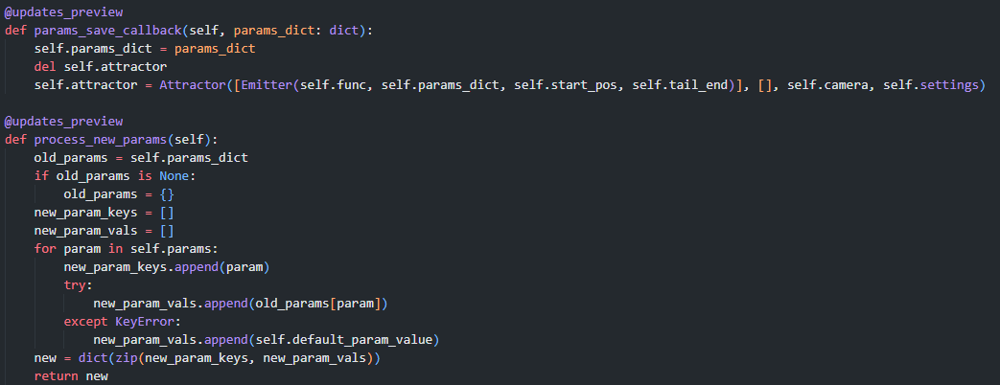 @updates_preview
def params_save_callback(self, params_dict: dict):
    self.params_dict = params_dict
    del self.attractor
    self.attractor = Attractor([Emitter(self.func, self.params_dict, self.start_pos, self.tail_end)], [], self.camera, self.settings)

@updates_preview
def process_new_params(self):
    old_params = self.params_dict
    if old_params is None:
        old_params = {}
    new_param_keys = []
    new_param_vals = []
    for param in self.params:
        new_param_keys.append(param)
        try:
            new_param_vals.append(old_params[param])
        except KeyError:
            new_param_vals.append(self.default_param_value)
    new = dict(zip(new_param_keys, new_param_vals))
    return new